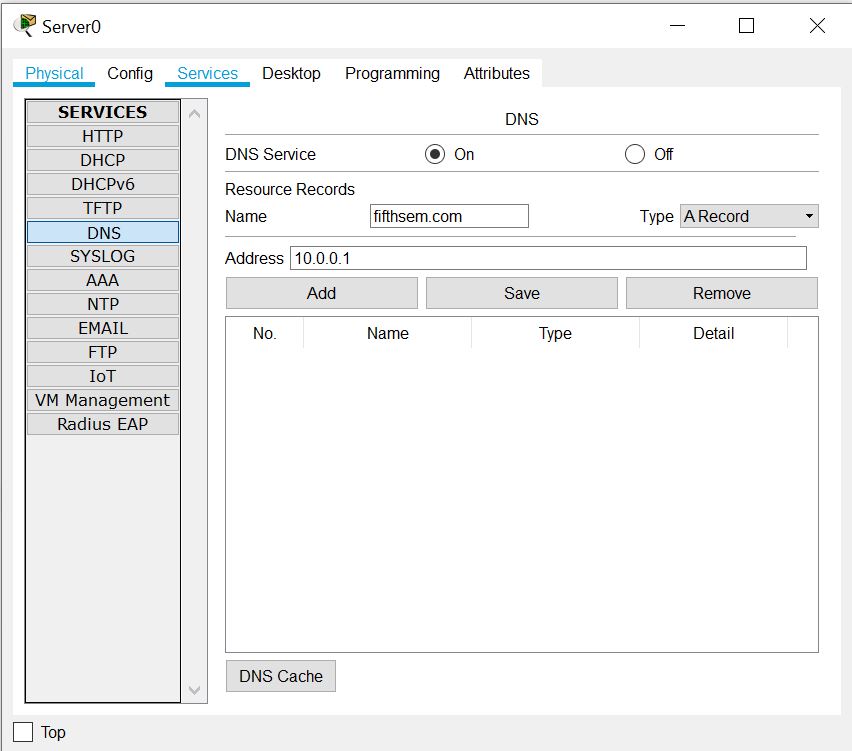 Server0
Physical Config Services Desktop Programming Attributes
SERVICES
HTTP
DHCP
DHCPv6
TFTP
DNS
SYSLOG
AAA
NTP
EMAIL
FTP
IoT
VM Management
Radius EAP
DNS
DNS Service On Off
Resource Records
Name fifthsem.com Type A Record
Address 10.0.0.1
Add Save Remove
No. Name Type Detail
DNS Cache
Top